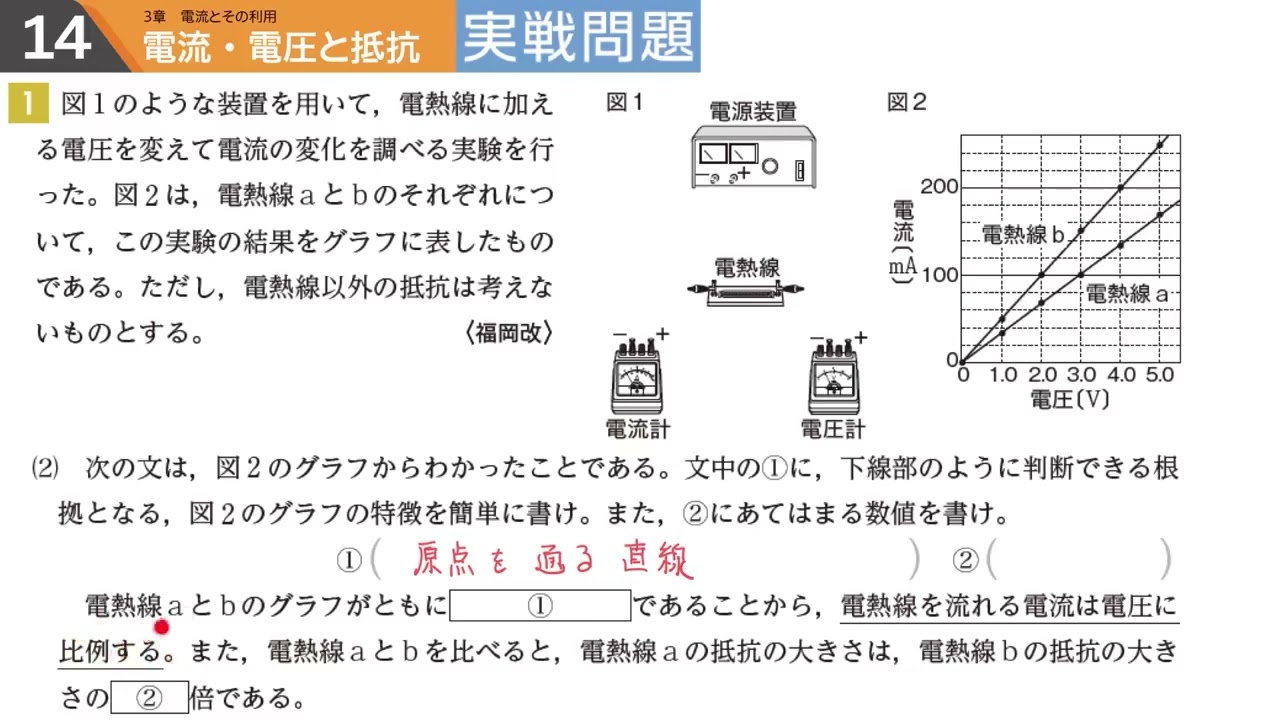 14
3章 電流とその利用
電流・電圧と抵抗
実戦問題
1 図1のような装置を用いて，電熱線に加え
る電圧を変えて電流の変化を調べる実験を行
った。図2は，電熱線aとbのそれぞれにつ
いて，この実験の結果をグラフに表したもの
である。ただし，電熱線以外の抵抗は考えな
いものとする。 〈福岡改〉
図1
電源装置
− +
電熱線
− +
電流計
− +
電圧計
図2
電流〔mA〕
200
100
0
電熱線b
電熱線a
0 1.0 2.0 3.0 4.0 5.0
電圧〔V〕
(2) 次の文は，図2のグラフからわかったことである。文中の①に，下線部のように判断できる根
拠となる，図2のグラフの特徴を簡単に書け。また，②にあてはまる数値を書け。
①( 原点を通る直線 ) ②( )
電熱線aとbのグラフがともに ① であることから，電熱線を流れる電流は電圧に
比例する。また，電熱線aとbを比べると，電熱線aの抵抗の大きさは，電熱線bの抵抗の大き
さの ② 倍である。